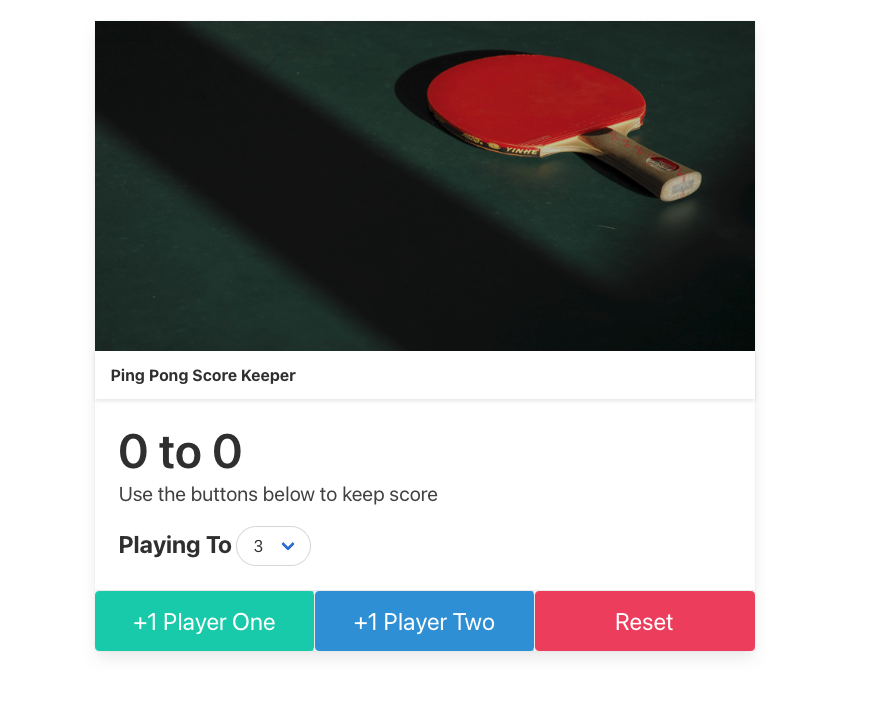 YINHE
Ping Pong Score Keeper
0 to 0
Use the buttons below to keep score
Playing To 3
+1 Player One
+1 Player Two
Reset